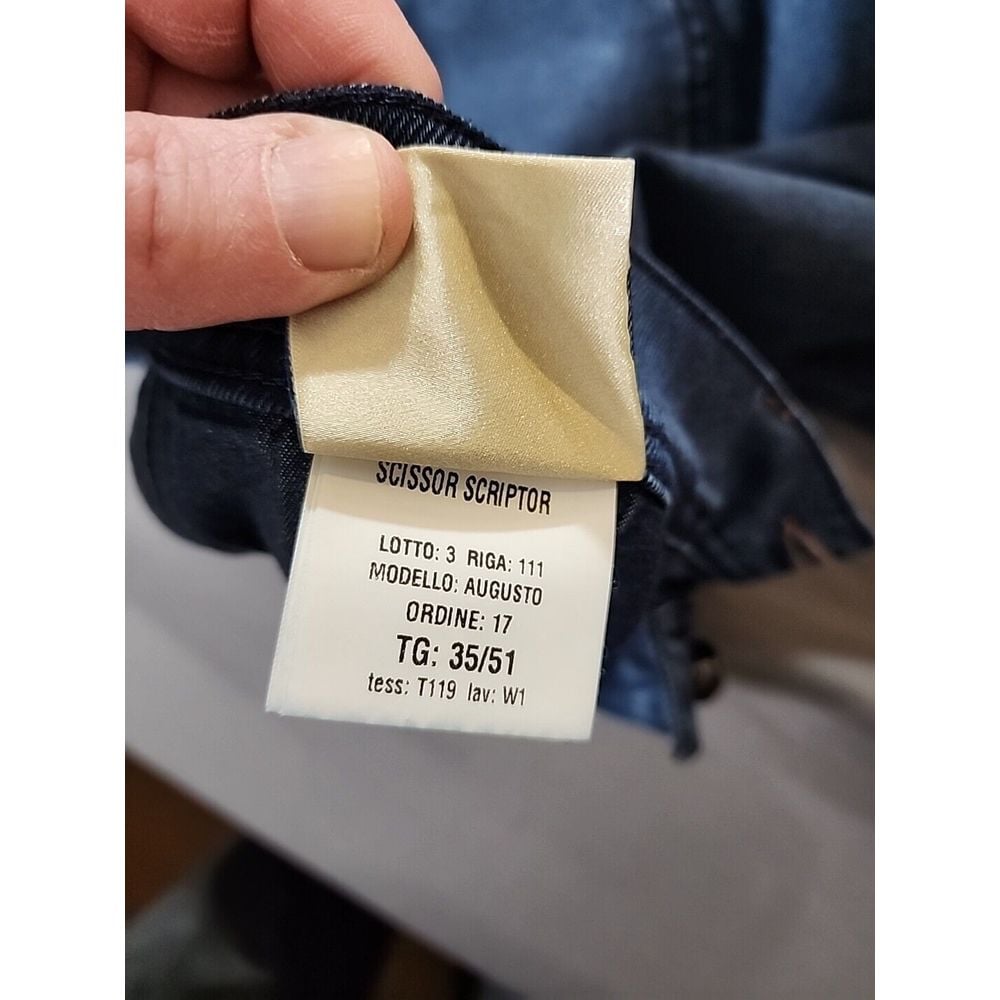 SCISSOR SCRIPTOR
LOTTO: 3 RIGA: 111
MODELLO: AUGUSTO
ORDINE: 17
TG: 35/51
tess: T119 lav: W1